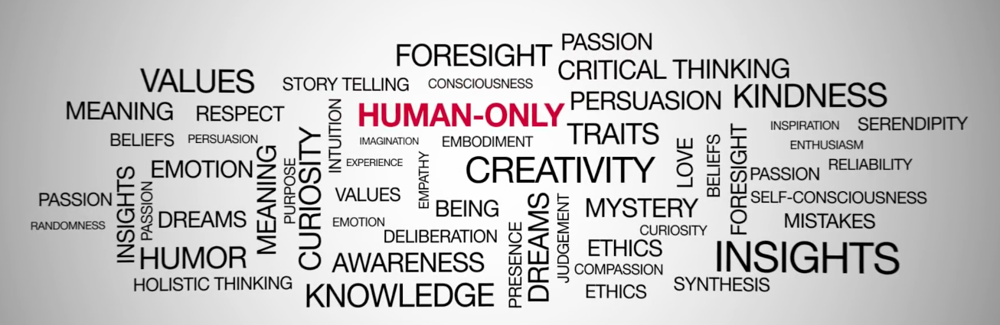 FORESIGHT
PASSION
CRITICAL THINKING
VALUES
STORY TELLING
CONSCIOUSNESS
MEANING
RESPECT
HUMAN-ONLY
PERSUASION
KINDNESS
BELIEFS
PERSUASION
INTUITION
IMAGINATION
EMBODIMENT
TRAITS
INSPIRATION
SERENDIPITY
ENTHUSIASM
EMOTION
MEANING
PURPOSE
CURIOSITY
EXPERIENCE
EMPATHY
CREATIVITY
LOVE
BELIEFS
FORESIGHT
PASSION
RELIABILITY
PASSION
INSIGHTS
PASSION
DREAMS
VALUES
BEING
MYSTERY
SELF-CONSCIOUSNESS
RANDOMNESS
EMOTION
DELIBERATION
PRESENCE
DREAMS
JUDGEMENT
CURIOSITY
MISTAKES
HUMOR
AWARENESS
ETHICS
INSIGHTS
HOLISTIC THINKING
KNOWLEDGE
COMPASSION
ETHICS
SYNTHESIS